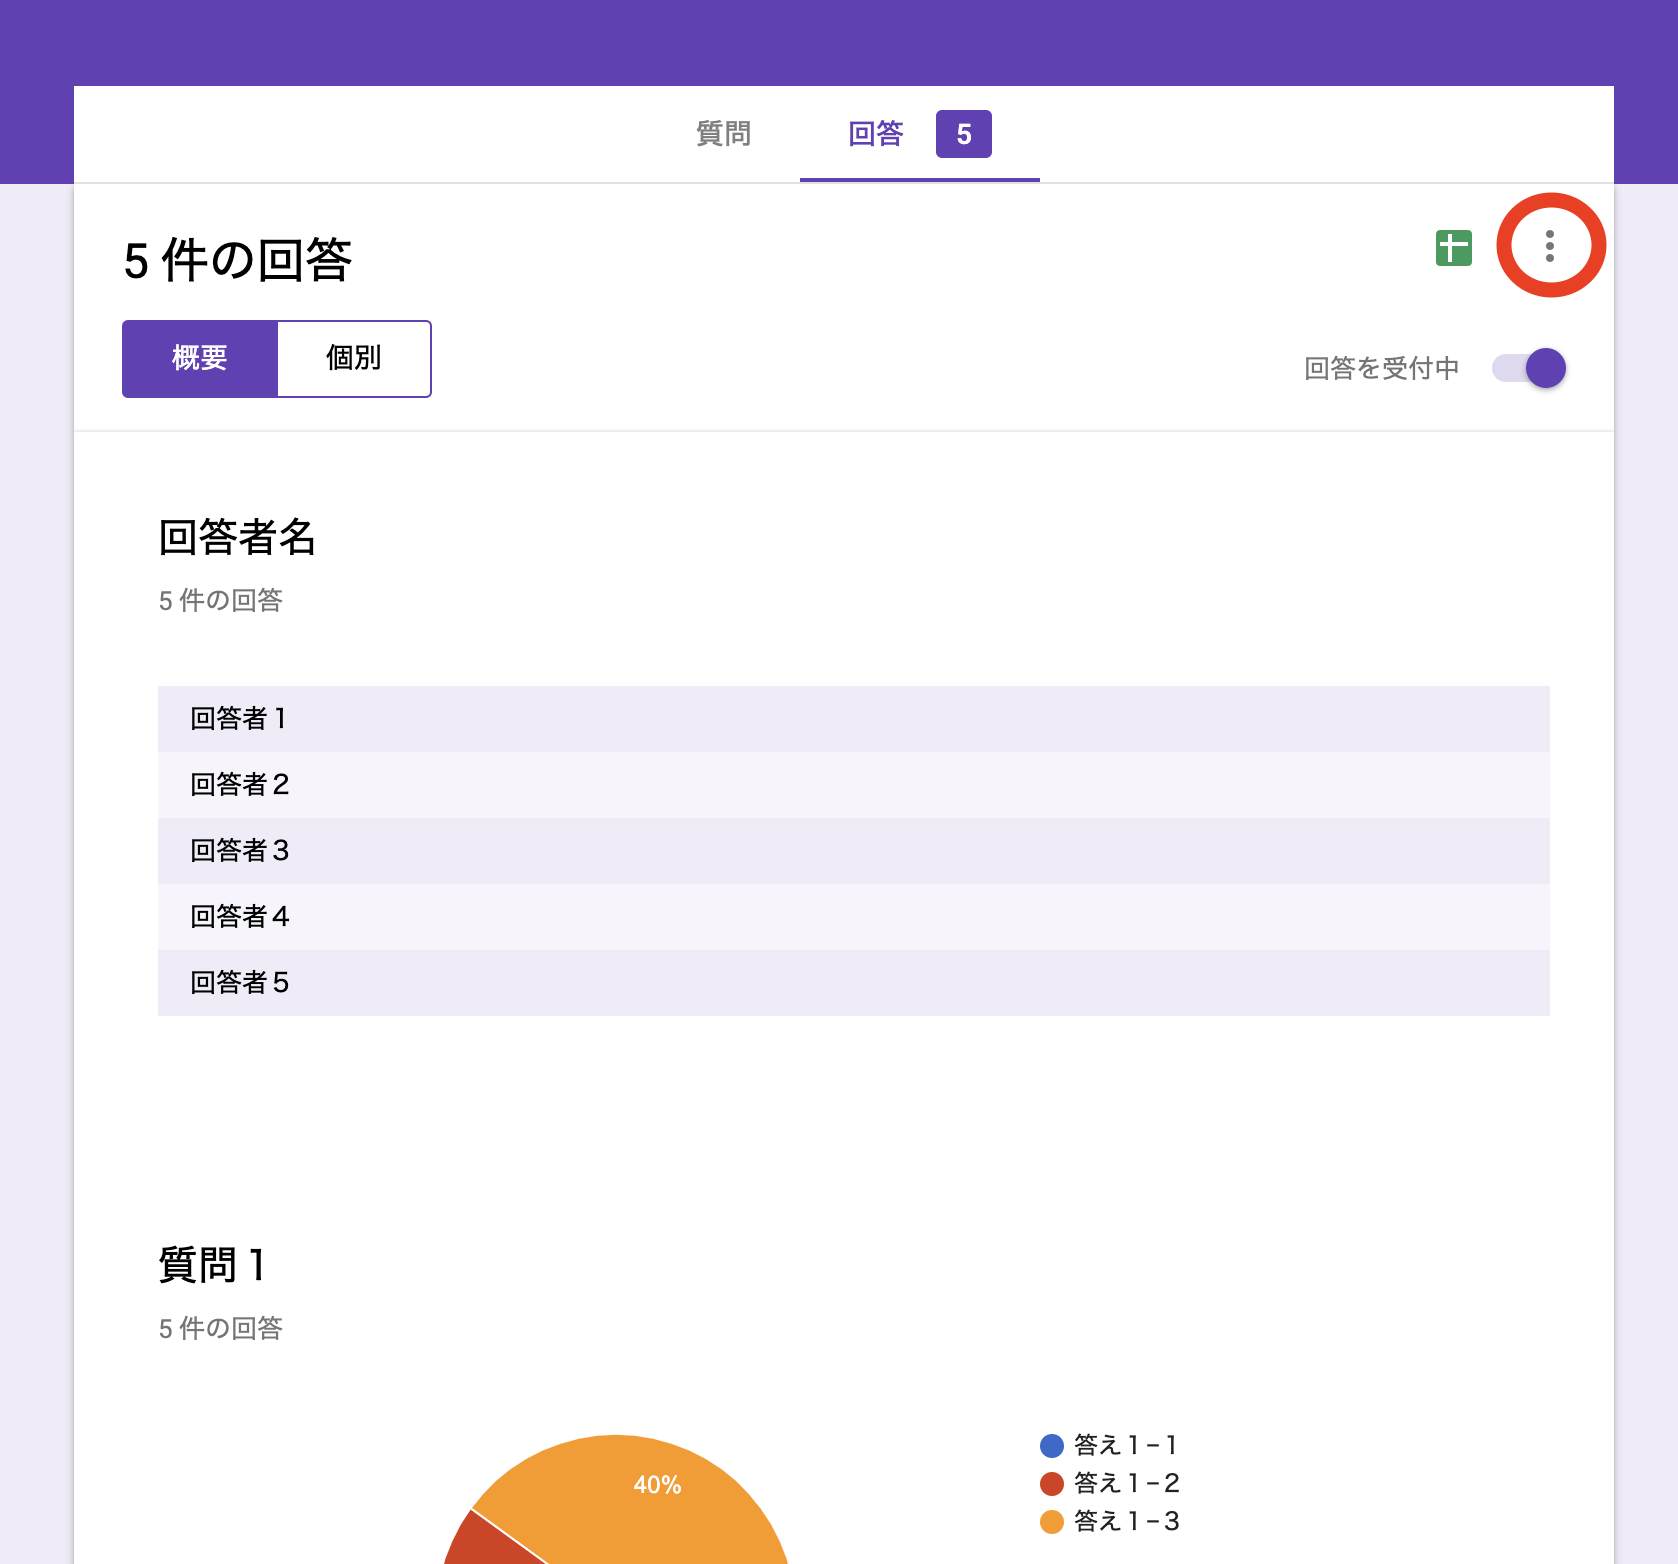 質問 回答 5
5 件の回答
概要 個別
回答を受付中
回答者名
5 件の回答
回答者１
回答者２
回答者３
回答者４
回答者５
質問１
5 件の回答
40%
答え１−１
答え１−２
答え１−３